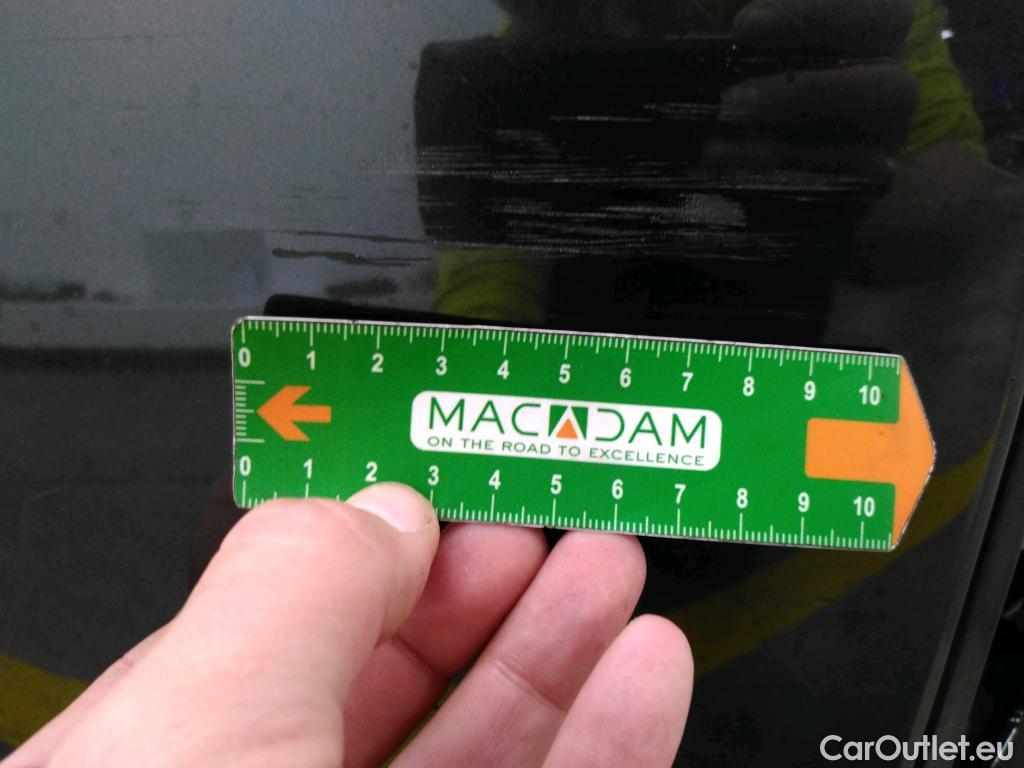 0 1 2 3 4 5 6 7 8 9 10
MACADAM
ON THE ROAD TO EXCELLENCE
0 1 2 3 4 5 6 7 8 9 10
CarOutlet.eu